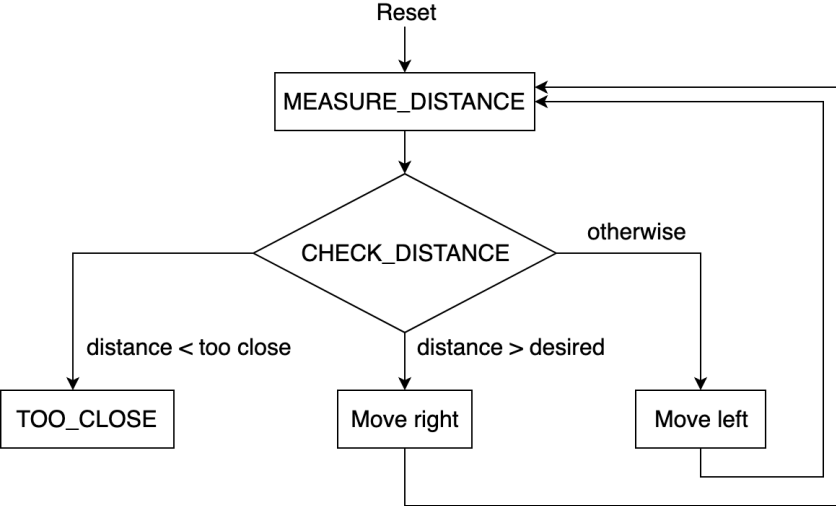 Reset
MEASURE_DISTANCE
CHECK_DISTANCE
otherwise
distance < too close
distance > desired
TOO_CLOSE
Move right
Move left